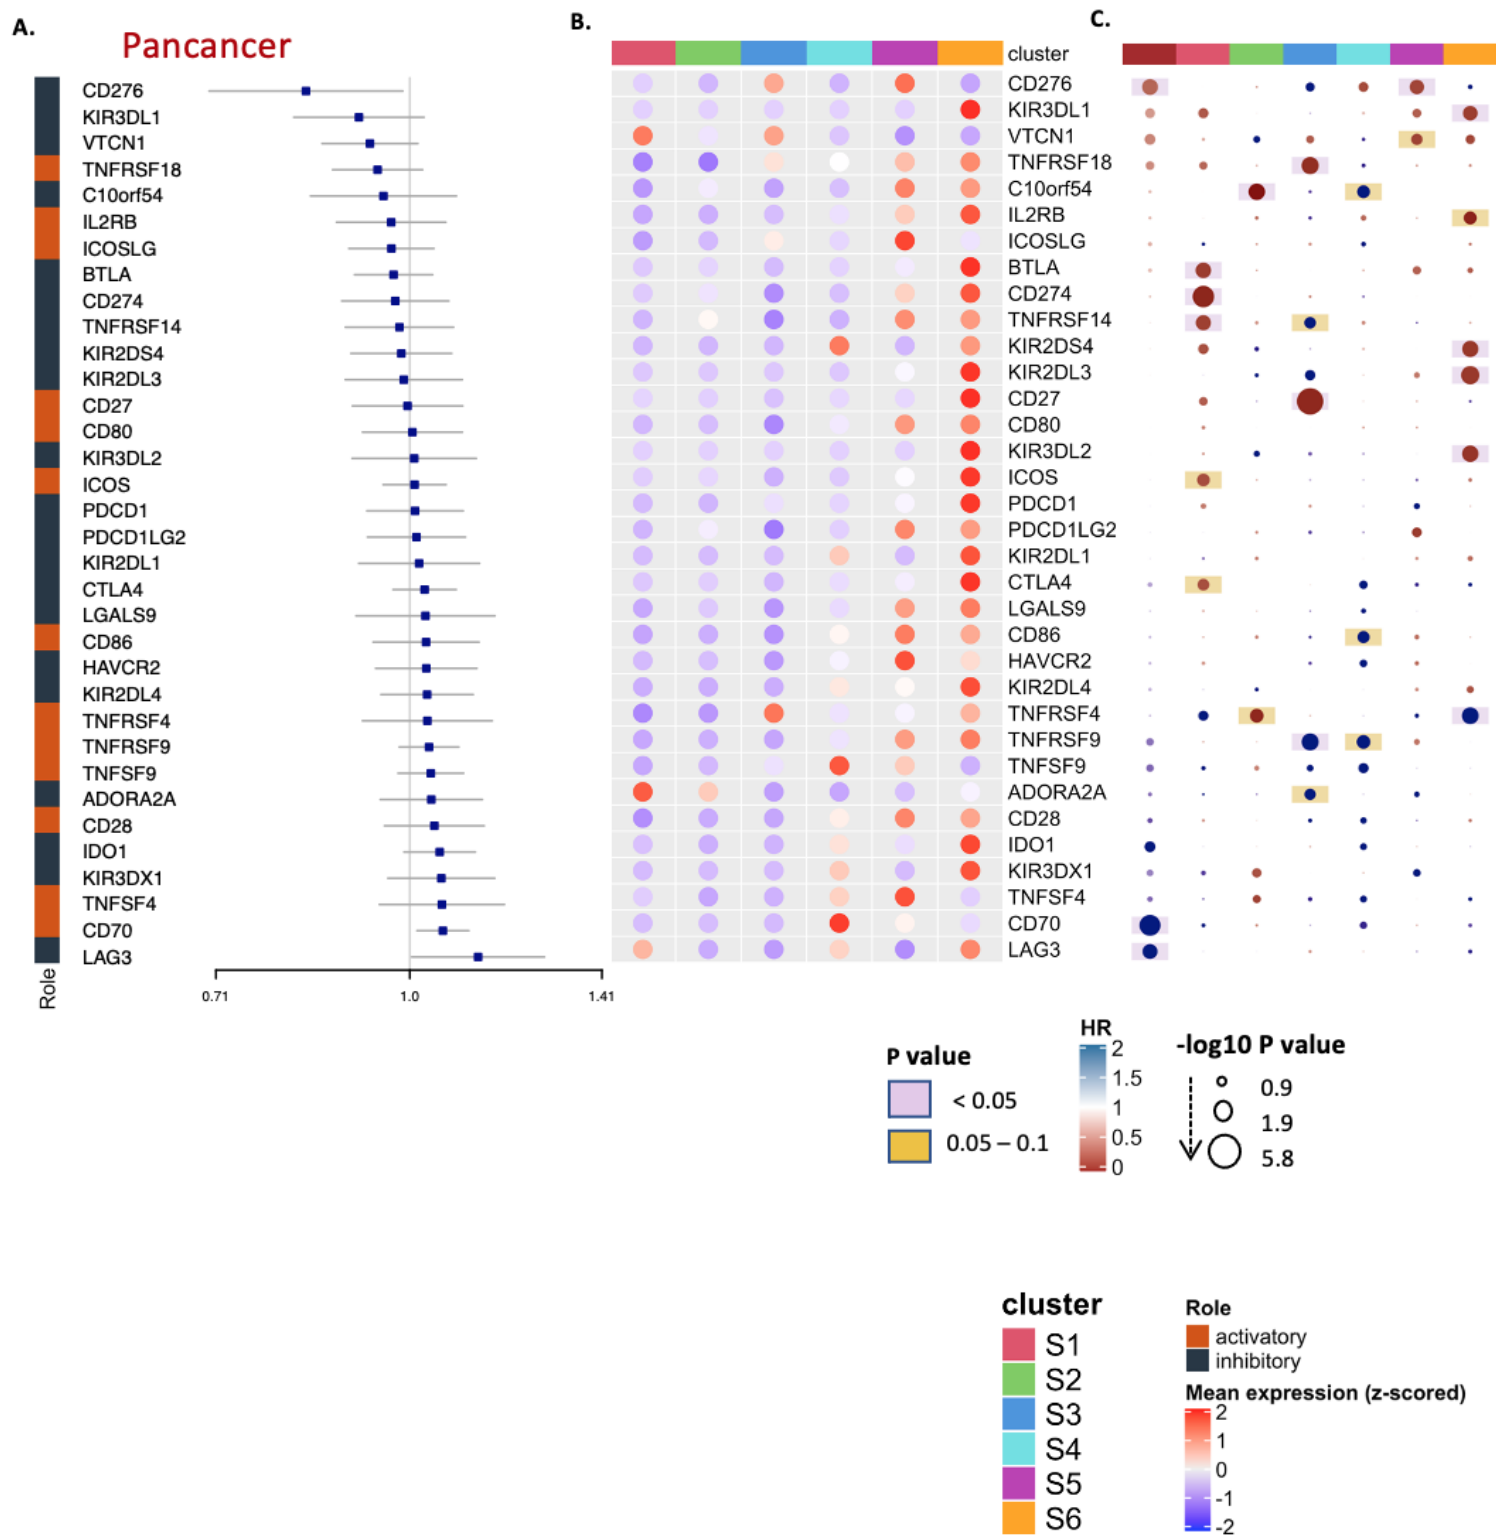 A.
Pancancer
CD276
KIR3DL1
VTCN1
TNFRSF18
C10orf54
IL2RB
ICOSLG
BTLA
CD274
TNFRSF14
KIR2DS4
KIR2DL3
CD27
CD80
KIR3DL2
ICOS
PDCD1
PDCD1LG2
KIR2DL1
CTLA4
LGALS9
CD86
HAVCR2
KIR2DL4
TNFRSF4
TNFRSF9
TNFSF9
ADORA2A
CD28
IDO1
KIR3DX1
TNFSF4
CD70
LAG3
Role
0.71
1.0
1.41
B.
cluster
CD276
KIR3DL1
VTCN1
TNFRSF18
C10orf54
IL2RB
ICOSLG
BTLA
CD274
TNFRSF14
KIR2DS4
KIR2DL3
CD27
CD80
KIR3DL2
ICOS
PDCD1
PDCD1LG2
KIR2DL1
CTLA4
LGALS9
CD86
HAVCR2
KIR2DL4
TNFRSF4
TNFRSF9
TNFSF9
ADORA2A
CD28
IDO1
KIR3DX1
TNFSF4
CD70
LAG3
C.
P value
< 0.05
0.05 – 0.1
HR
2
1.5
1
0.5
0
-log10 P value
0.9
1.9
5.8
cluster
S1
S2
S3
S4
S5
S6
Role
activatory
inhibitory
Mean expression (z-scored)
2
1
0
-1
-2